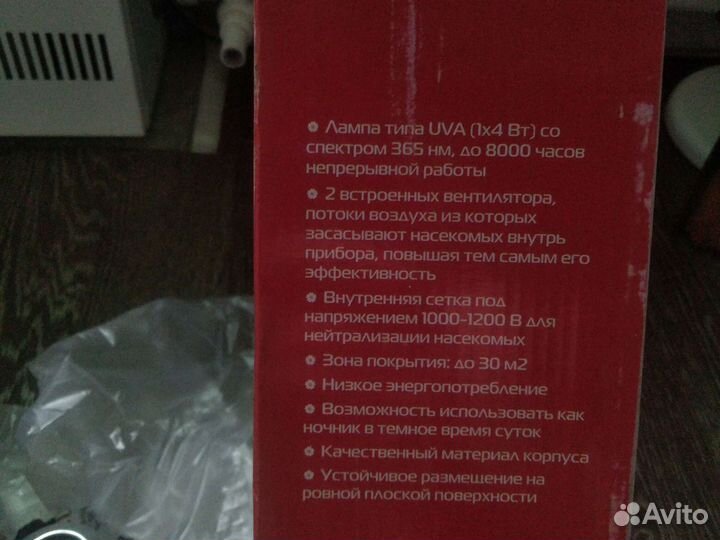 Лампа типа UVA (1x4 Вт) со
спектром 365 нм, до 8000 часов
непрерывной работы
2 встроенных вентилятора,
потоки воздуха из которых
засасывают насекомых внутрь
прибора, повышая тем самым его
эффективность
Внутренняя сетка под
напряжением 1000-1200 В для
нейтрализации насекомых
Зона покрытия: до 30 м2
Низкое энергопотребление
Возможность использовать как
ночник в темное время суток
Качественный материал корпуса
Устойчивое размещение на
ровной плоской поверхности
Avito